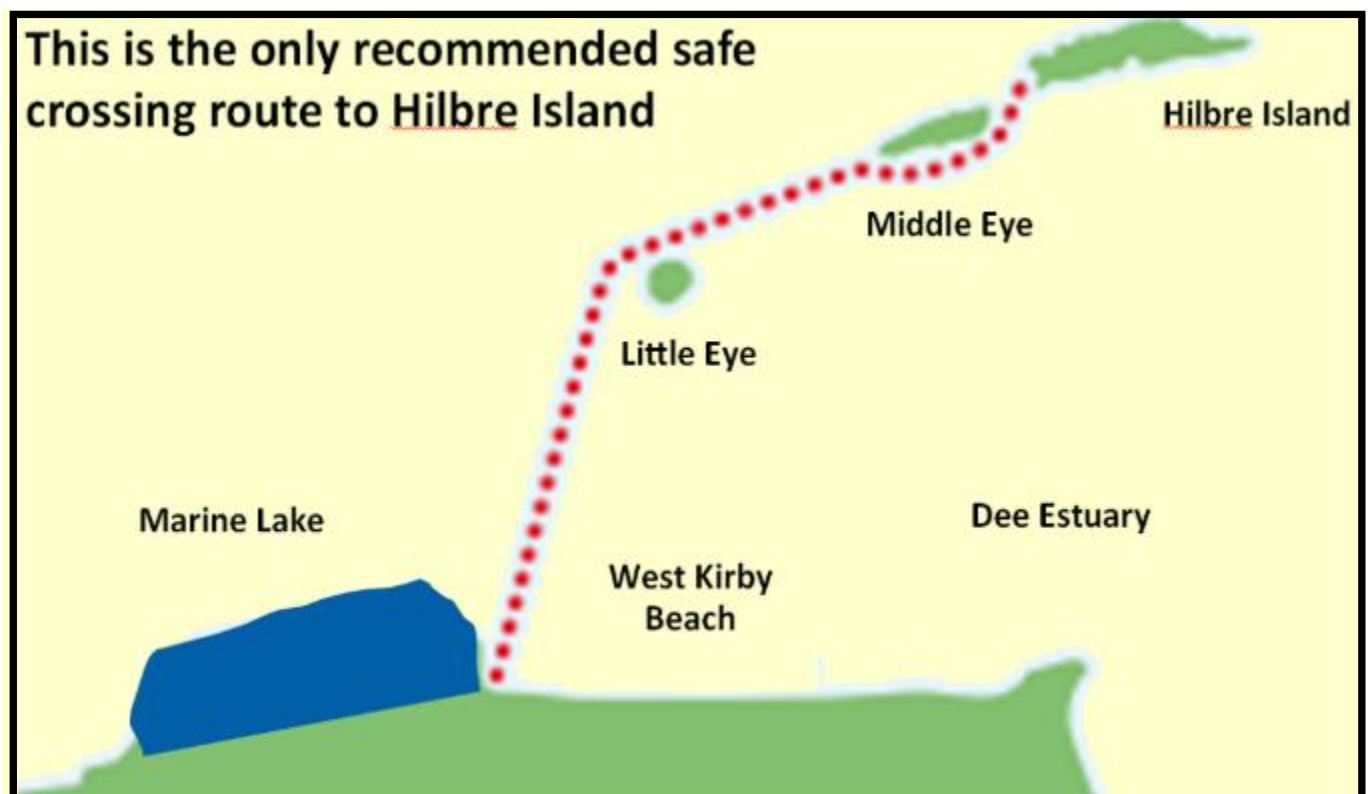 This is the only recommended safe
crossing route to Hilbre Island
Hilbre Island
Middle Eye
Little Eye
Marine Lake
Dee Estuary
West Kirby
Beach